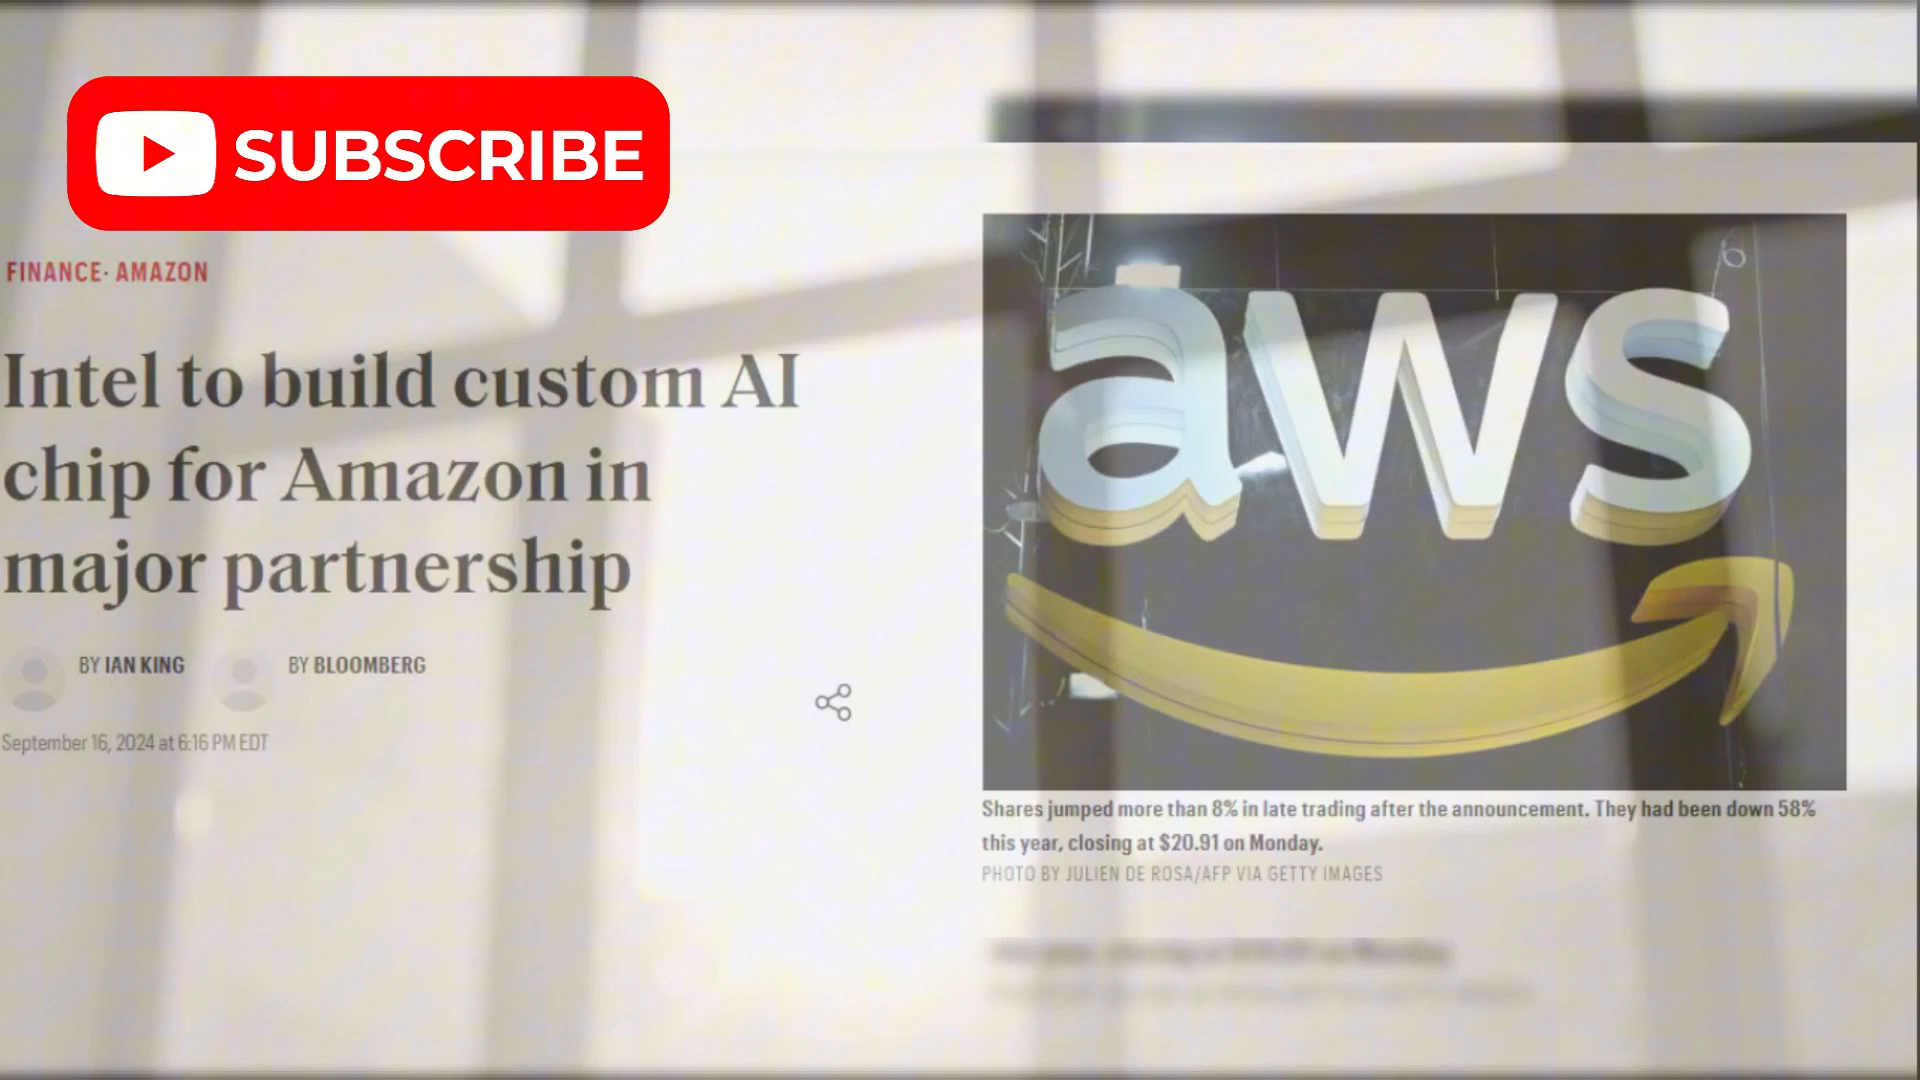 SUBSCRIBE
FINANCE· AMAZON
Intel to build custom AI
chip for Amazon in
major partnership
BY IAN KING
BY BLOOMBERG
September 16, 2024 at 6:16 PM EDT
aws
Shares jumped more than 8% in late trading after the announcement. They had been down 58%
this year, closing at $20.91 on Monday.
PHOTO BY JULIEN DE ROSA/AFP VIA GETTY IMAGES